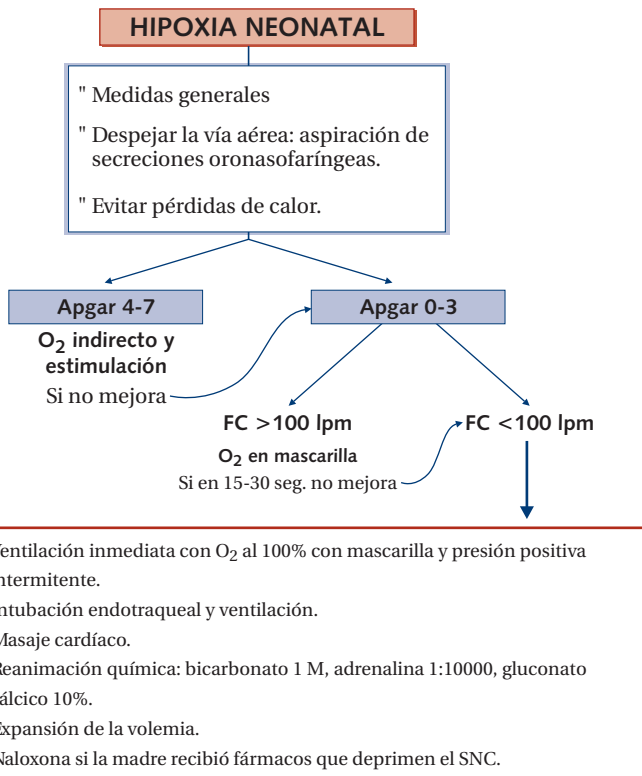 HIPOXIA NEONATAL
" Medidas generales
" Despejar la vía aérea: aspiración de
secreciones oronasofaríngeas.
" Evitar pérdidas de calor.
Apgar 4-7
Apgar 0-3
O2 indirecto y
estimulación
Si no mejora
FC >100 lpm
FC <100 lpm
O2 en mascarilla
Si en 15-30 seg. no mejora
entilación inmediata con O2 al 100% con mascarilla y presión positiva
ntermitente.
ntubación endotraqueal y ventilación.
Masaje cardíaco.
Reanimación química: bicarbonato 1 M, adrenalina 1:10000, gluconato
álcico 10%.
Expansión de la volemia.
Naloxona si la madre recibió fármacos que deprimen el SNC.